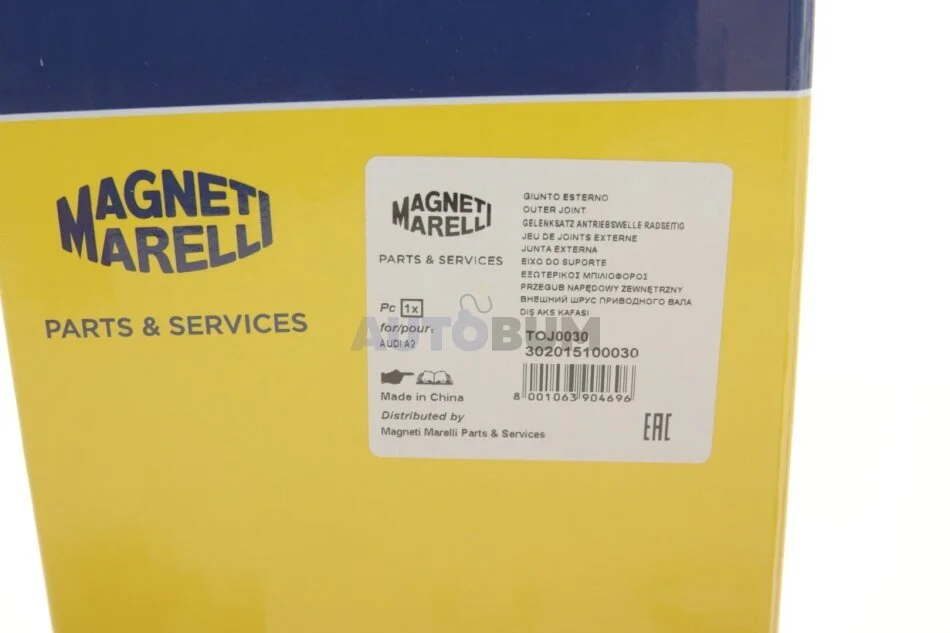 MAGNETI
MARELLI
PARTS & SERVICES
MAGNETI
MARELLI
PARTS & SERVICES
Pc 1x
for/pour:
AUDI A2
Made in China
Distributed by
Magneti Marelli Parts & Services
GIUNTO ESTERNO
OUTER JOINT
GELENKSATZ ANTRIEBSWELLE RADSEITIG
JEU DE JOINTS EXTERNE
JUNTA EXTERNA
EIXO DO SUPORTE
ΕΞΩΤΕΡΙΚΟΣ ΜΠΙΛΙΟΦΟΡΟΣ
PRZEGUB NAPĘDOWY ZEWNĘTRZNY
ВНЕШНИЙ ШРУС ПРИВОДНОГО ВАЛА
DIŞ AKS KAFASI
TOJ0030
302015100030
8 001063 904696
EAC
AUTOBUM